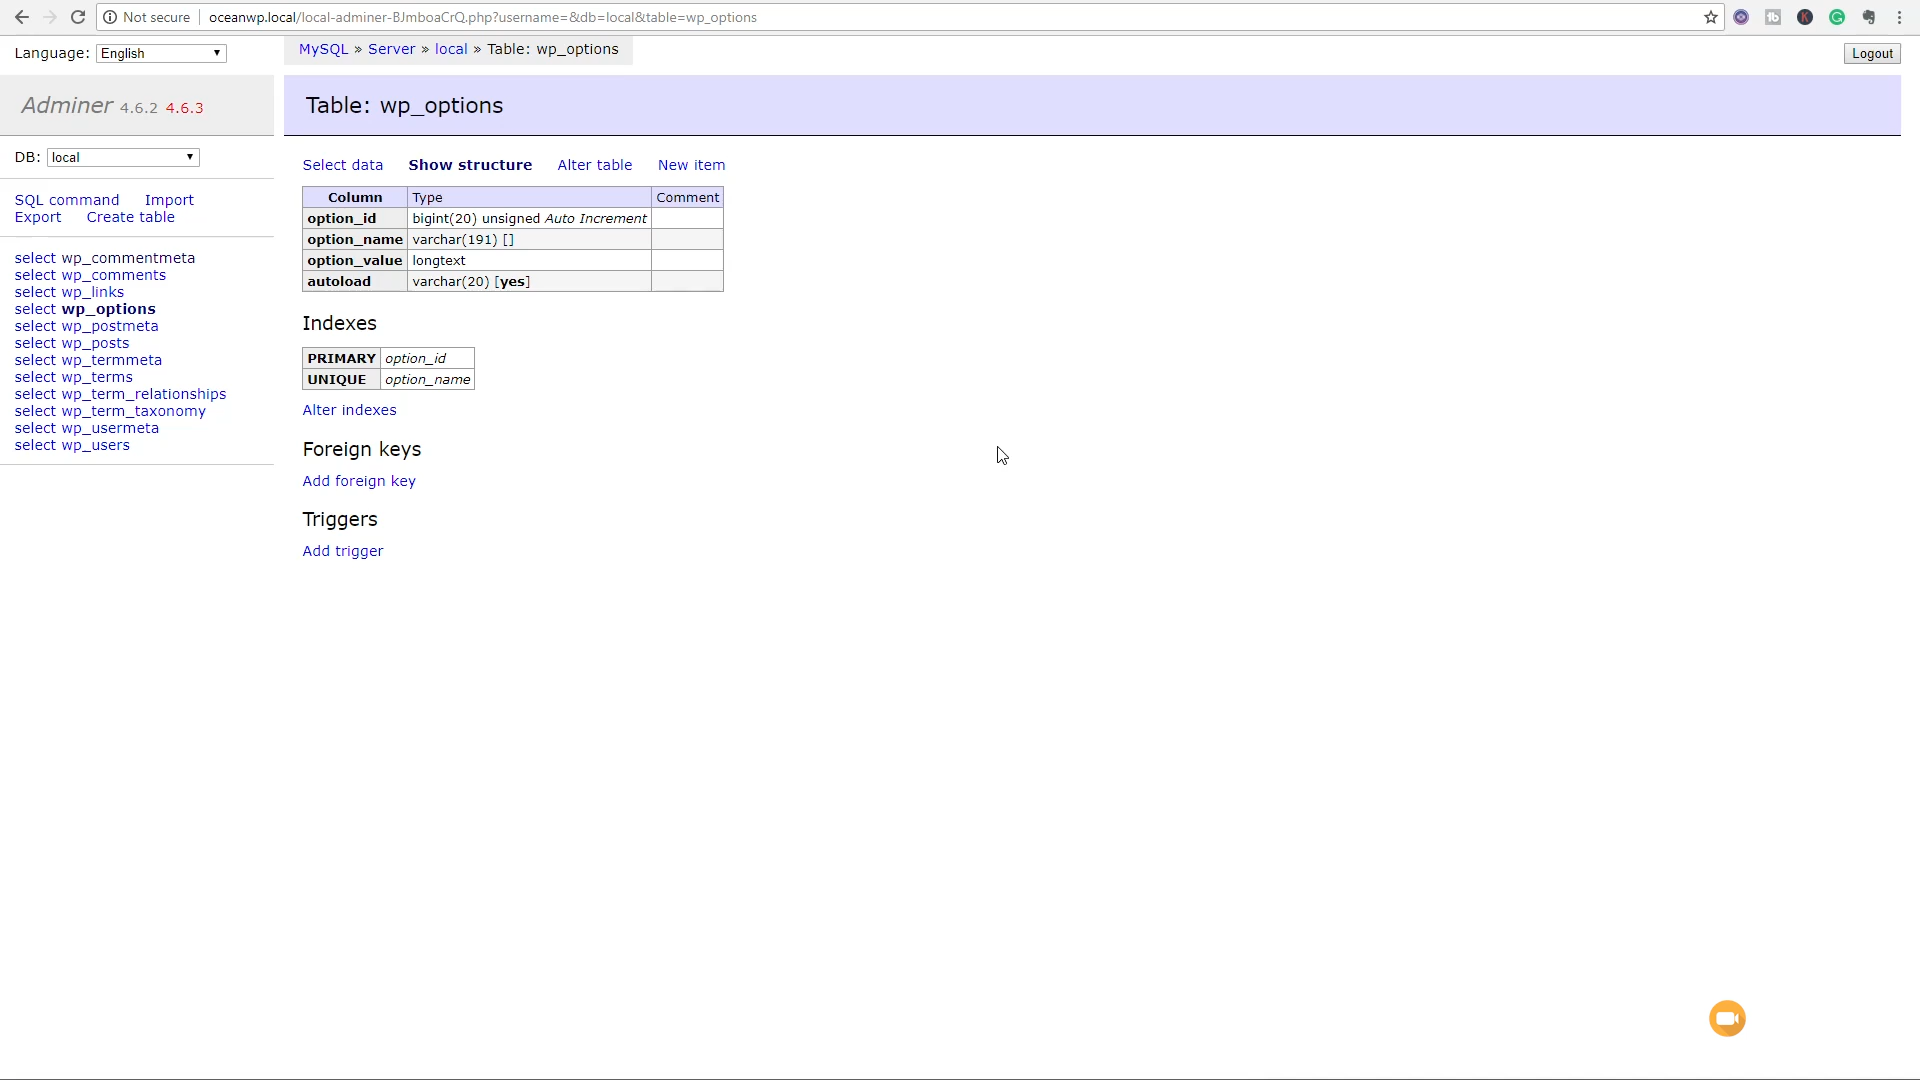 Not secure oceanwp.local/local-adminer-BJmboaCrQ.php?username=&db=local&table=wp_options
Language: English
MySQL » Server » local » Table: wp_options
Logout
Adminer 4.6.2 4.6.3
Table: wp_options
DB: local
Select data Show structure Alter table New item
SQL command Import
Export Create table
Column Type Comment
option_id bigint(20) unsigned Auto Increment
option_name varchar(191) []
option_value longtext
autoload varchar(20) [yes]
select wp_commentmeta
select wp_comments
select wp_links
select wp_options
select wp_postmeta
select wp_posts
select wp_termmeta
select wp_terms
select wp_term_relationships
select wp_term_taxonomy
select wp_usermeta
select wp_users
Indexes
PRIMARY option_id
UNIQUE option_name
Alter indexes
Foreign keys
Add foreign key
Triggers
Add trigger